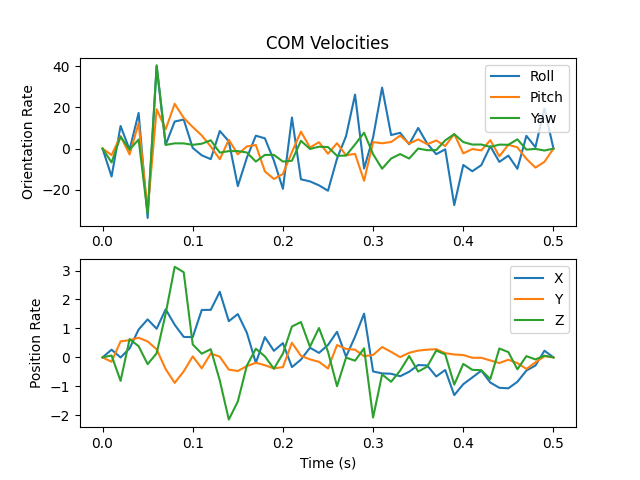 COM Velocities
Orientation Rate
40
20
0
−20
Roll
Pitch
Yaw
0.0 0.1 0.2 0.3 0.4 0.5
Position Rate
3
2
1
0
−1
−2
X
Y
Z
0.0 0.1 0.2 0.3 0.4 0.5
Time (s)